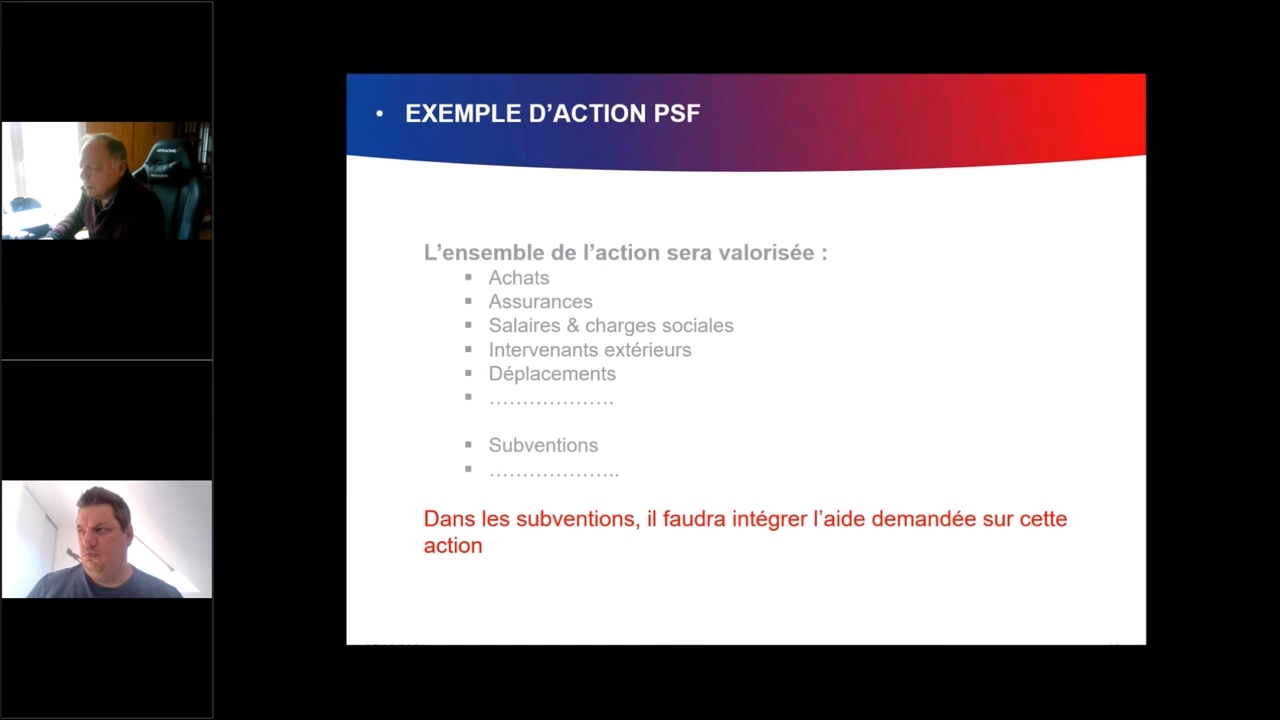 • EXEMPLE D’ACTION PSF
L’ensemble de l’action sera valorisée :
▪ Achats
▪ Assurances
▪ Salaires & charges sociales
▪ Intervenants extérieurs
▪ Déplacements
▪ ……………….
▪ Subventions
▪ ………………..
Dans les subventions, il faudra intégrer l’aide demandée sur cette
action